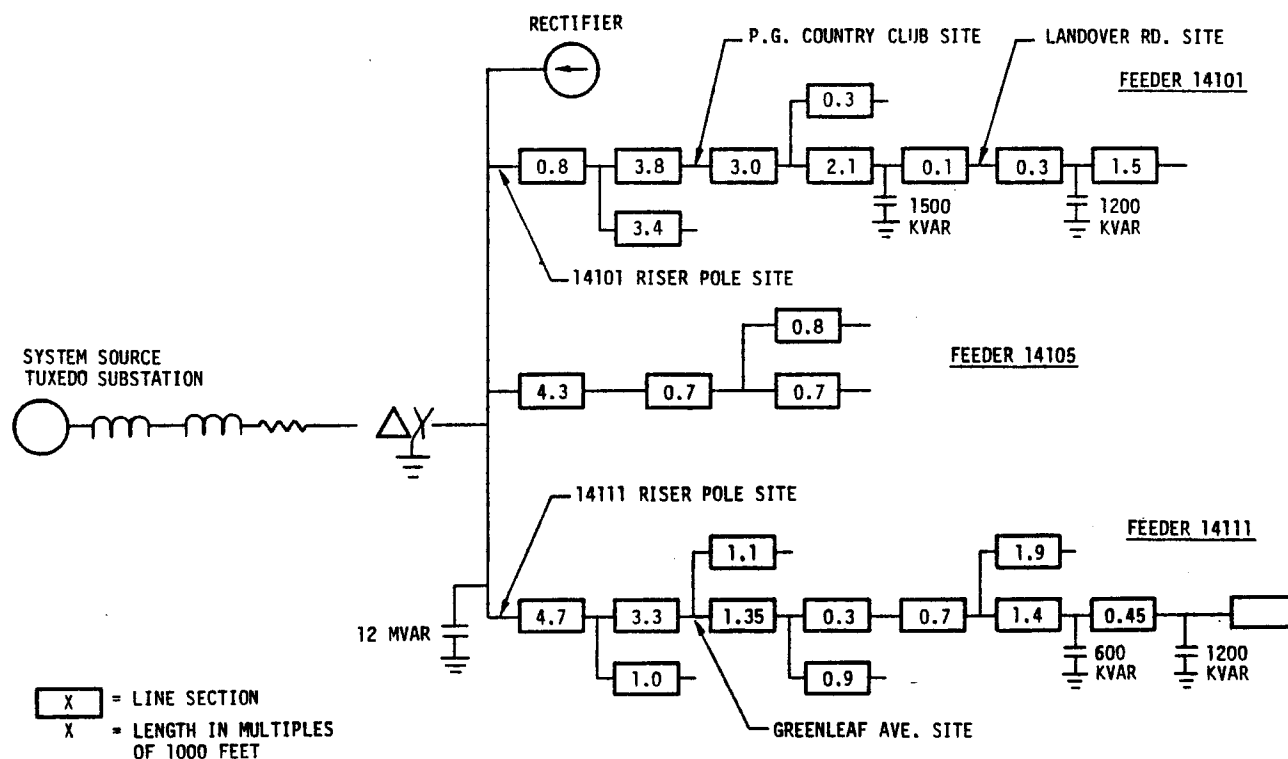 RECTIFIER
P.G. COUNTRY CLUB SITE
LANDOVER RD. SITE
FEEDER 14101
0.3
0.8
3.8
3.0
2.1
0.1
0.3
1.5
1500
KVAR
1200
KVAR
3.4
14101 RISER POLE SITE
SYSTEM SOURCE
TUXEDO SUBSTATION
0.8
FEEDER 14105
4.3
0.7
0.7
14111 RISER POLE SITE
FEEDER 14111
1.1
1.9
12 MVAR
4.7
3.3
1.35
0.3
0.7
1.4
0.45
600
KVAR
1200
KVAR
1.0
0.9
GREENLEAF AVE. SITE
X = LINE SECTION
X = LENGTH IN MULTIPLES
OF 1000 FEET